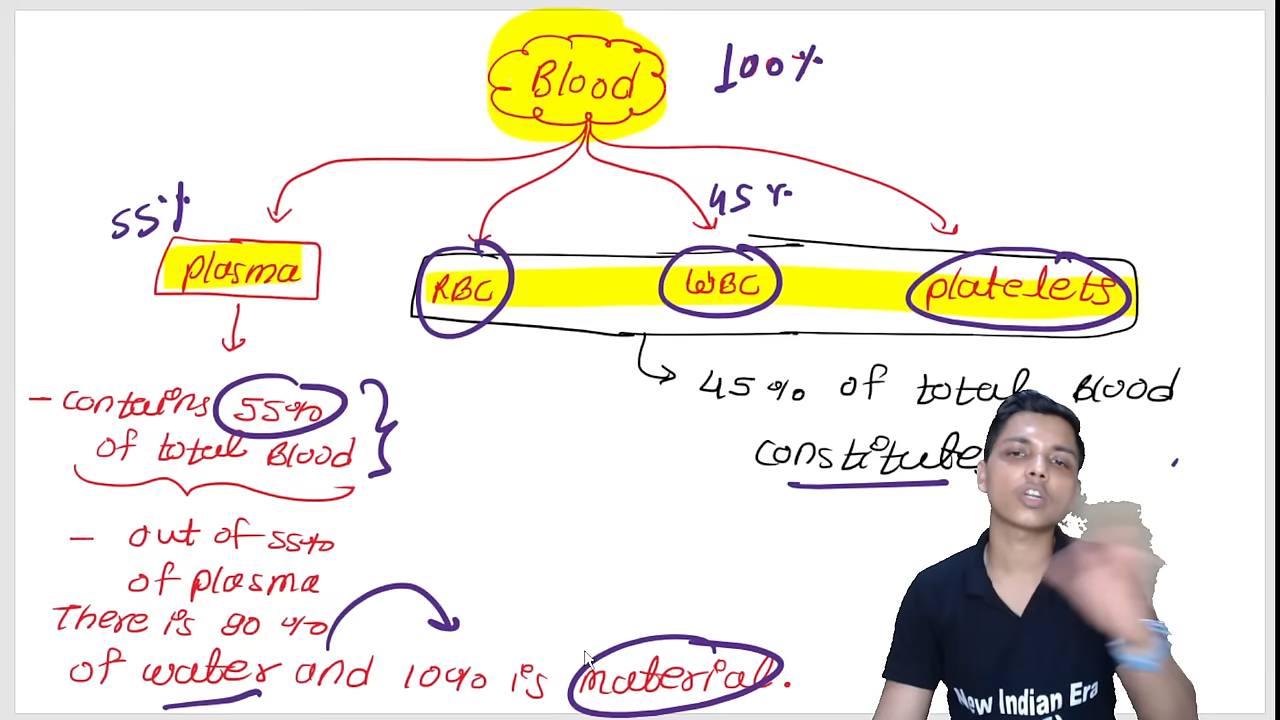 Blood
100%
55%
45%
plasma
RBC
WBC
platelets
- contains 55%
of total Blood
45% of total Blood
constitute
- out of 55%
of plasma
There is 90%
of water and 10% is material.
New Indian Era